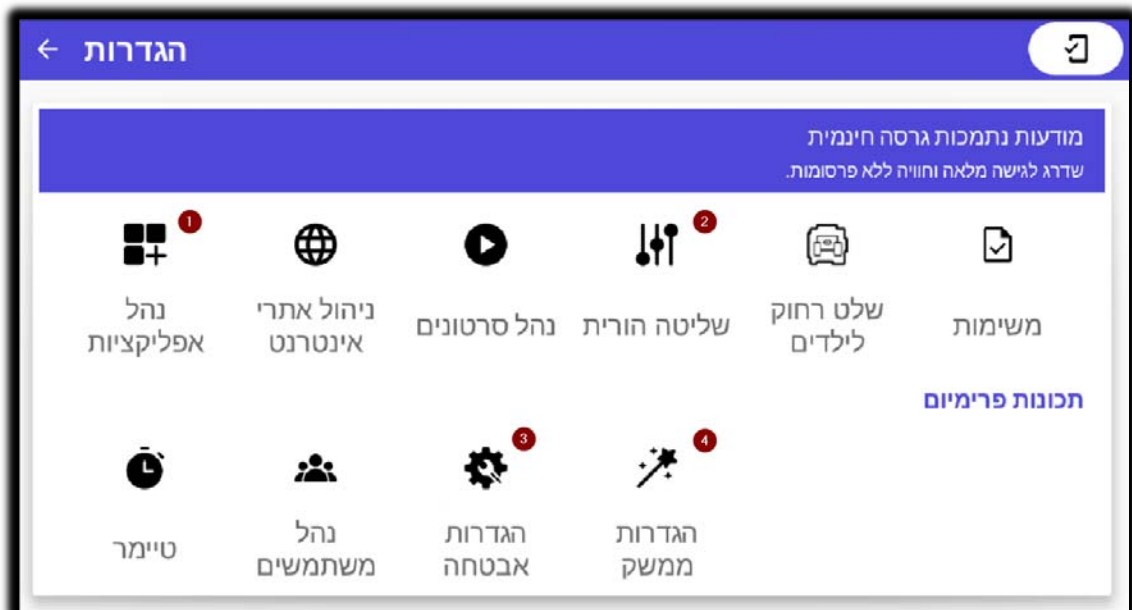 הגדרות
מודעות נתמכות גרסה חינמית
שדרג לגישה מלאה וחוויה ללא פרסומות.
משימות
שלט רחוק
לילדים
2
שליטה הורית
נהל סרטונים
ניהול אתרי
אינטרנט
1
נהל
אפליקציות
תכונות פרימיום
4
הגדרות
ממשק
3
הגדרות
אבטחה
נהל
משתמשים
טיימר